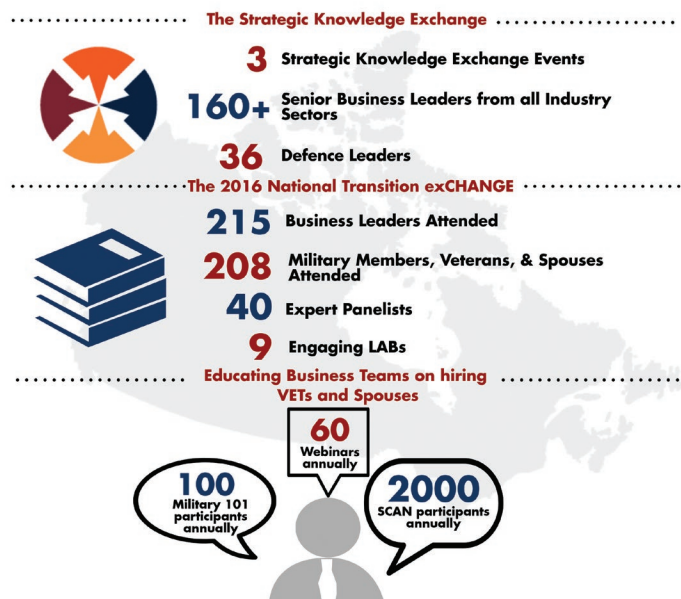 The Strategic Knowledge Exchange
3 Strategic Knowledge Exchange Events
160+ Senior Business Leaders from all Industry
Sectors
36 Defence Leaders
The 2016 National Transition exCHANGE
215 Business Leaders Attended
208 Military Members, Veterans, & Spouses
Attended
40 Expert Panelists
9 Engaging LABs
Educating Business Teams on hiring
VETs and Spouses
60
Webinars
annually
100
Military 101
participants
annually
2000
SCAN participants
annually